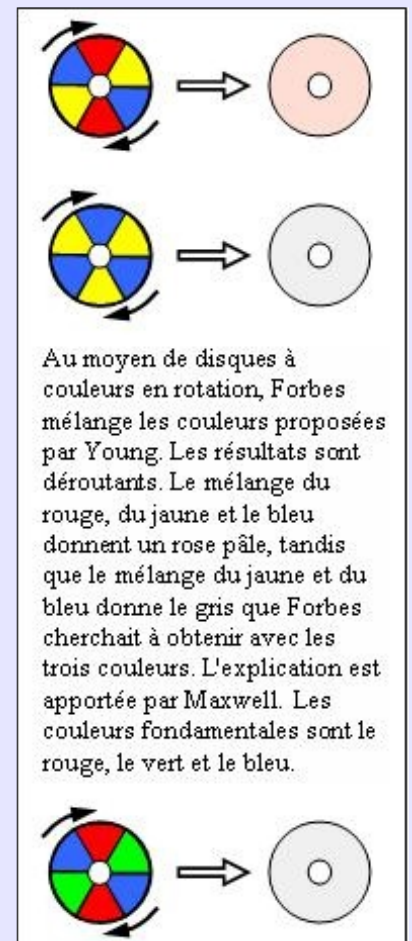 Au moyen de disques à
couleurs en rotation, Forbes
mélange les couleurs proposées
par Young. Les résultats sont
déroutants. Le mélange du
rouge, du jaune et le bleu
donnent un rose pâle, tandis
que le mélange du jaune et du
bleu donne le gris que Forbes
cherchait à obtenir avec les
trois couleurs. L'explication est
apportée par Maxwell. Les
couleurs fondamentales sont le
rouge, le vert et le bleu.